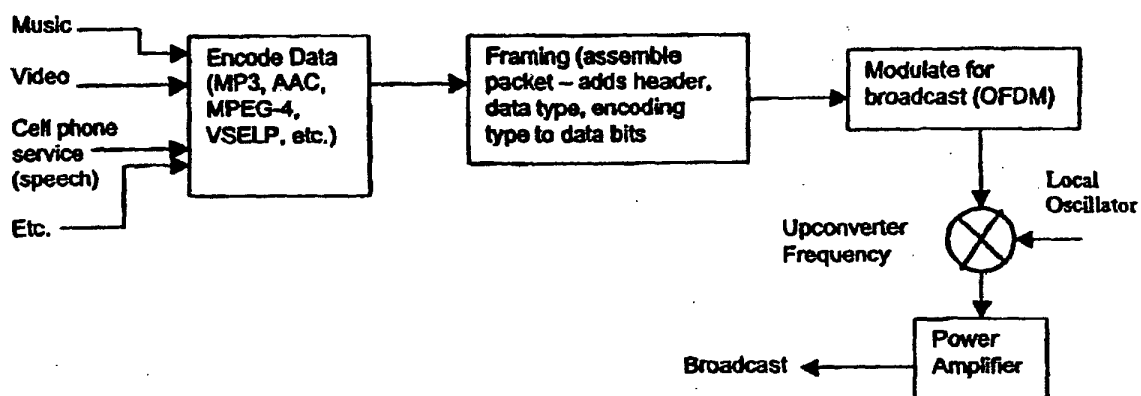 Music
Video
Cell phone
service
(speech)
Etc.
Encode Data
(MP3, AAC,
MPEG-4,
VSELP, etc.)
Framing (assemble
packet – adds header,
data type, encoding
type to data bits
Modulate for
broadcast (OFDM)
Local
Oscillator
Upconverter
Frequency
Power
Amplifier
Broadcast